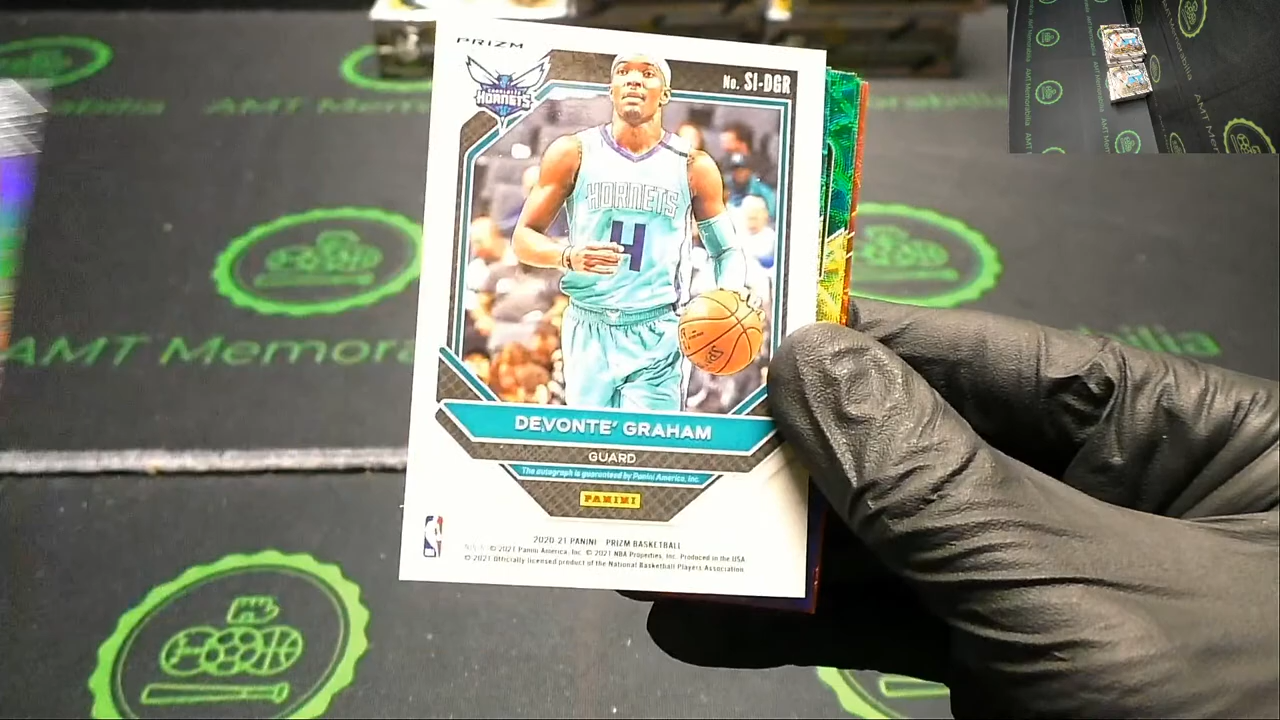 PRIZM
CHARLOTTE
HORNETS
No. SI-DGR
HORNETS
4
DEVONTE' GRAHAM
GUARD
The autograph is guaranteed by Panini America, Inc.
PANINI
2020-21 PANINI - PRIZM BASKETBALL
© 2021 Panini America, Inc. © 2021 NBA Properties, Inc. Produced in the USA
© 2021 Officially licensed product of the National Basketball Players Association
AMT Memorabilia
AMT Memora